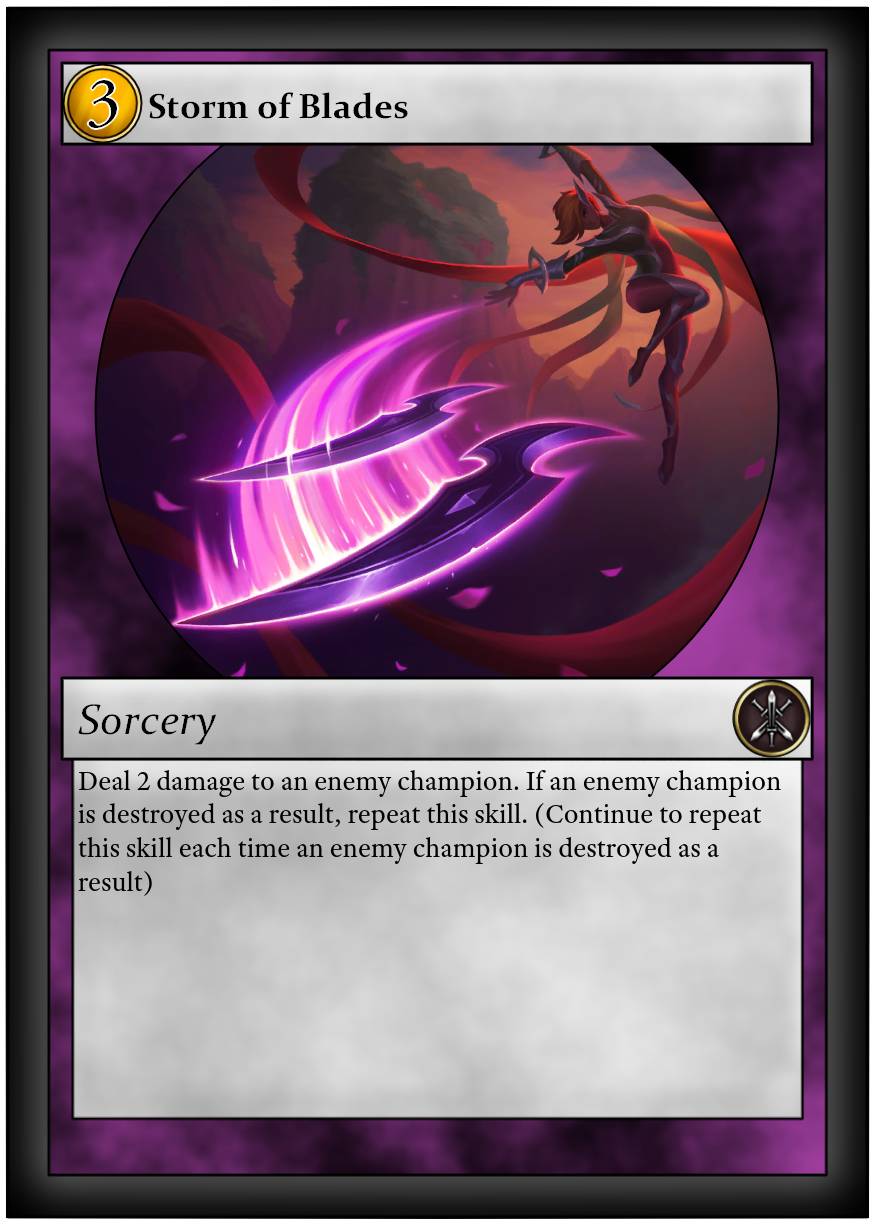 3 Storm of Blades
Sorcery
Deal 2 damage to an enemy champion. If an enemy champion
is destroyed as a result, repeat this skill. (Continue to repeat
this skill each time an enemy champion is destroyed as a
result)